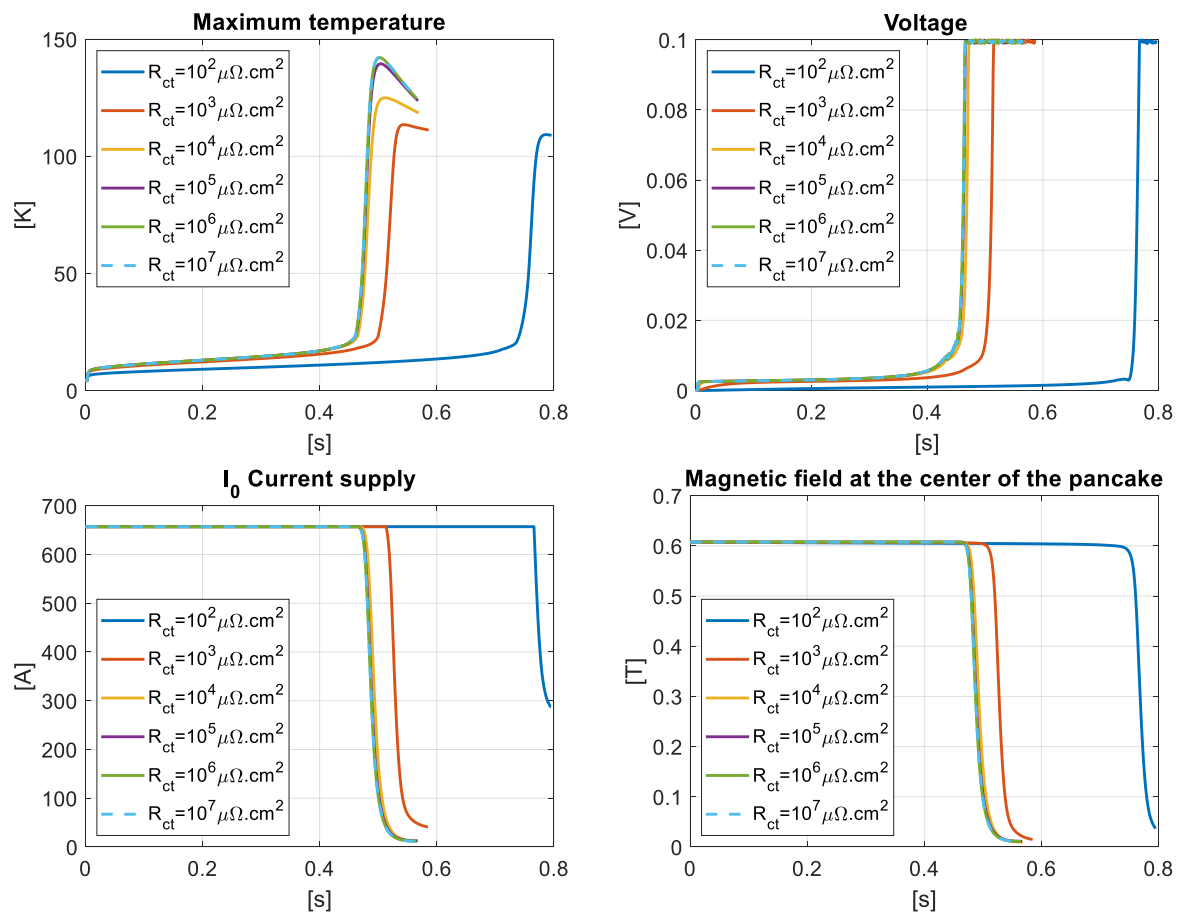 Maximum temperature
150
100
50
0
[K]
R_ct=10^2 μΩ.cm^2
R_ct=10^3 μΩ.cm^2
R_ct=10^4 μΩ.cm^2
R_ct=10^5 μΩ.cm^2
R_ct=10^6 μΩ.cm^2
R_ct=10^7 μΩ.cm^2
0 0.2 0.4 0.6 0.8
[s]
Voltage
0.1
0.08
0.06
0.04
0.02
0
[V]
R_ct=10^2 μΩ.cm^2
R_ct=10^3 μΩ.cm^2
R_ct=10^4 μΩ.cm^2
R_ct=10^5 μΩ.cm^2
R_ct=10^6 μΩ.cm^2
R_ct=10^7 μΩ.cm^2
0 0.2 0.4 0.6 0.8
[s]
I_0 Current supply
700
600
500
400
300
200
100
0
[A]
R_ct=10^2 μΩ.cm^2
R_ct=10^3 μΩ.cm^2
R_ct=10^4 μΩ.cm^2
R_ct=10^5 μΩ.cm^2
R_ct=10^6 μΩ.cm^2
R_ct=10^7 μΩ.cm^2
0 0.2 0.4 0.6 0.8
[s]
Magnetic field at the center of the pancake
0.7
0.6
0.5
0.4
0.3
0.2
0.1
0
[T]
R_ct=10^2 μΩ.cm^2
R_ct=10^3 μΩ.cm^2
R_ct=10^4 μΩ.cm^2
R_ct=10^5 μΩ.cm^2
R_ct=10^6 μΩ.cm^2
R_ct=10^7 μΩ.cm^2
0 0.2 0.4 0.6 0.8
[s]